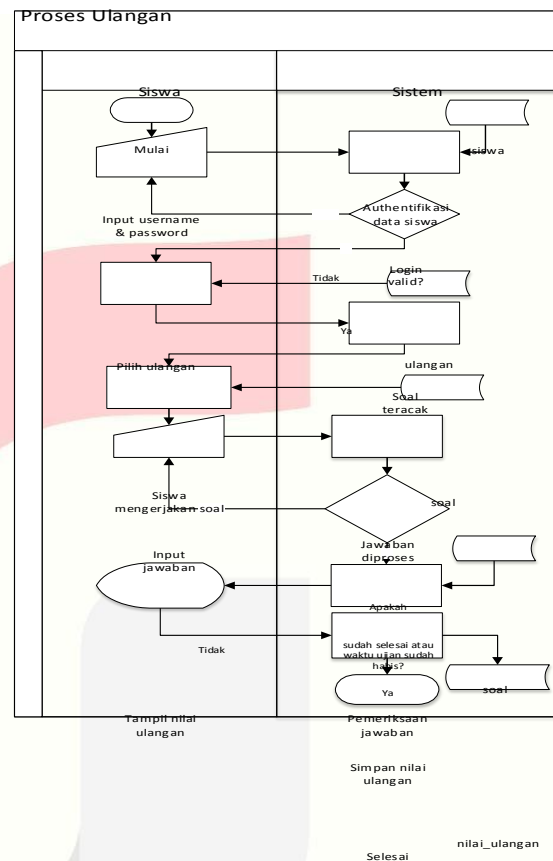 Proses Ulangan
Siswa
Sistem
Mulai
siswa
Authentifikasi
data siswa
Input username
& password
Login
valid?
Tidak
Ya
Pilih ulangan
ulangan
Soal
teracak
Siswa
mengerjakan soal
soal
Jawaban
diproses
Input
jawaban
Apakah
sudah selesai atau
waktu ujian sudah
habis?
Tidak
Ya
soal
Tampil nilai
ulangan
Pemeriksaan
jawaban
Simpan nilai
ulangan
nilai_ulangan
Selesai